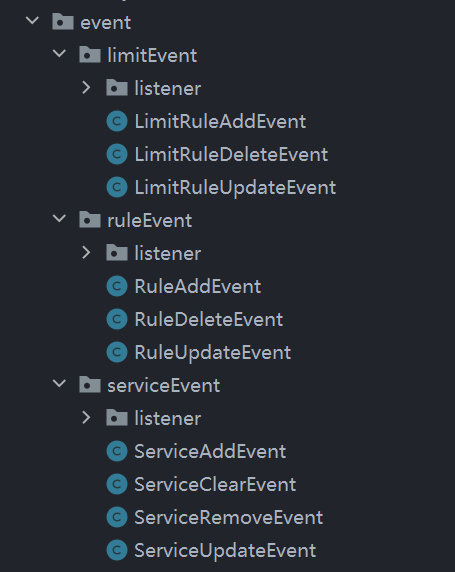 event
limitEvent
listener
C LimitRuleAddEvent
C LimitRuleDeleteEvent
C LimitRuleUpdateEvent
ruleEvent
listener
C RuleAddEvent
C RuleDeleteEvent
C RuleUpdateEvent
serviceEvent
listener
C ServiceAddEvent
C ServiceClearEvent
C ServiceRemoveEvent
C ServiceUpdateEvent